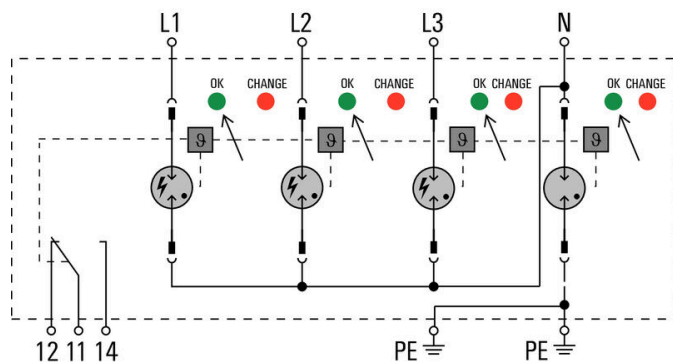 L1 L2 L3 N
OK CHANGE OK CHANGE OK CHANGE OK CHANGE
ϑ ϑ ϑ ϑ
12 11 14 PE PE